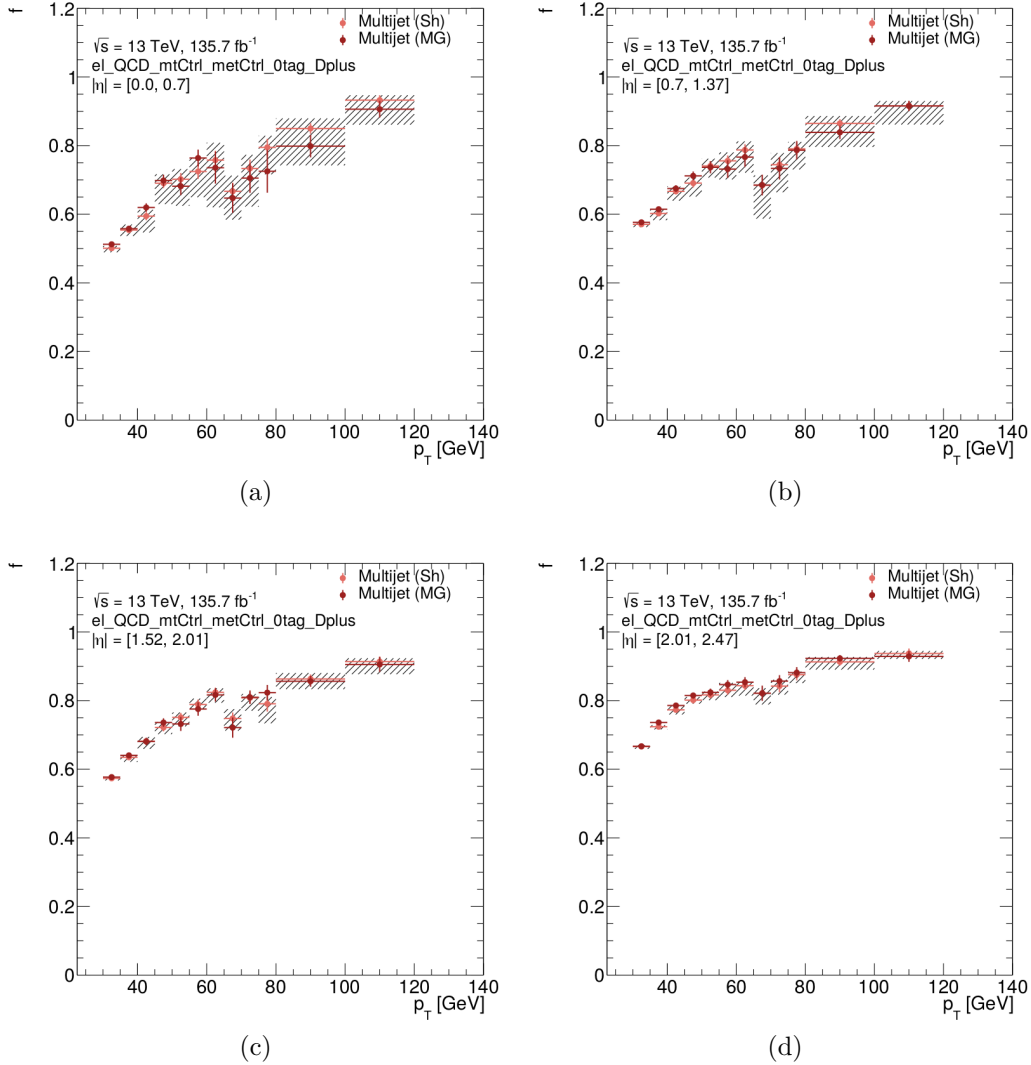 f
Multijet (Sh)
Multijet (MG)
√s = 13 TeV, 135.7 fb⁻¹
el_QCD_mtCtrl_metCtrl_0tag_Dplus
|η| = [0.0, 0.7]
1.2
1
0.8
0.6
0.4
0.2
0
40 60 80 100 120 140
p_T [GeV]
(a)
f
Multijet (Sh)
Multijet (MG)
√s = 13 TeV, 135.7 fb⁻¹
el_QCD_mtCtrl_metCtrl_0tag_Dplus
|η| = [0.7, 1.37]
1.2
1
0.8
0.6
0.4
0.2
0
40 60 80 100 120 140
p_T [GeV]
(b)
f
Multijet (Sh)
Multijet (MG)
√s = 13 TeV, 135.7 fb⁻¹
el_QCD_mtCtrl_metCtrl_0tag_Dplus
|η| = [1.52, 2.01]
1.2
1
0.8
0.6
0.4
0.2
0
40 60 80 100 120 140
p_T [GeV]
(c)
f
Multijet (Sh)
Multijet (MG)
√s = 13 TeV, 135.7 fb⁻¹
el_QCD_mtCtrl_metCtrl_0tag_Dplus
|η| = [2.01, 2.47]
1.2
1
0.8
0.6
0.4
0.2
0
40 60 80 100 120 140
p_T [GeV]
(d)